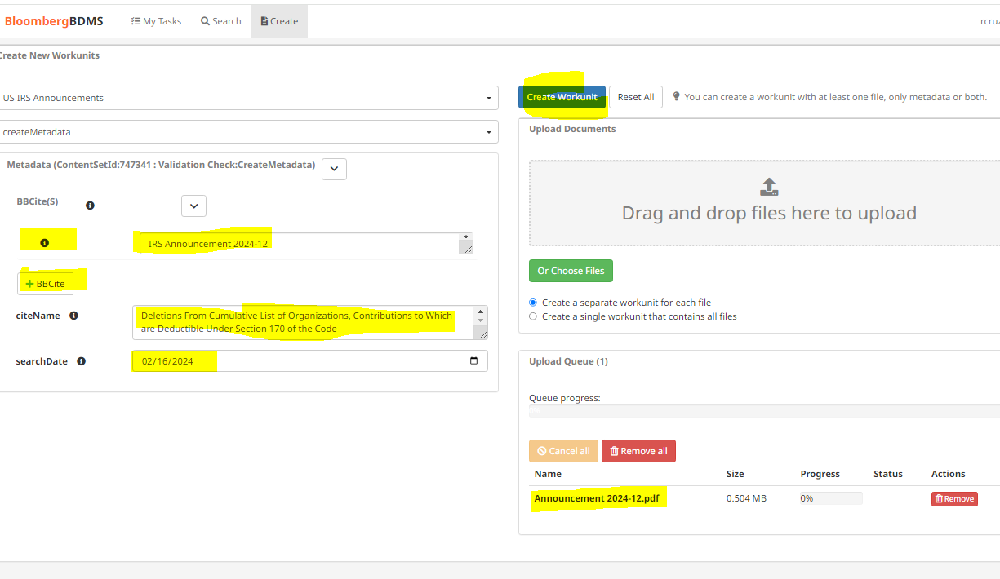 BloombergBDMS
My Tasks
Search
Create
rcruz
Create New Workunits
US IRS Announcements
createMetadata
Metadata (ContentSetId:747341 : Validation Check:CreateMetadata)
BBCite(S)
IRS Announcement 2024-12
+ BBCite
citeName
Deletions From Cumulative List of Organizations, Contributions to Which
are Deductible Under Section 170 of the Code
searchDate
02/16/2024
Create Workunit
Reset All
You can create a workunit with at least one file, only metadata or both.
Upload Documents
Drag and drop files here to upload
Or Choose Files
Create a separate workunit for each file
Create a single workunit that contains all files
Upload Queue (1)
Queue progress:
Cancel all
Remove all
Name Size Progress Status Actions
Announcement 2024-12.pdf 0.504 MB 0% Remove